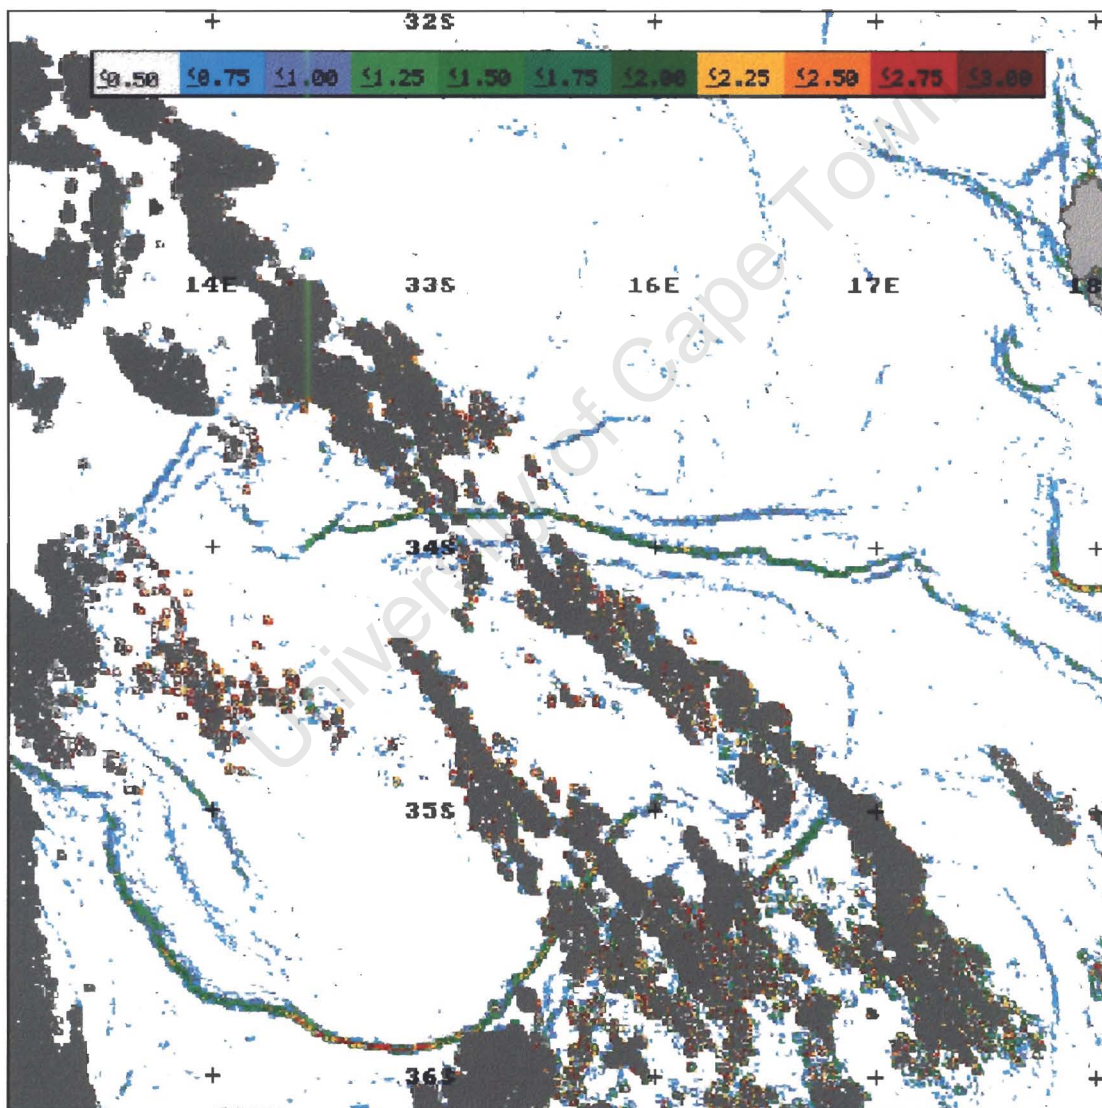 32S
≤0.50 ≤0.75 ≤1.00 ≤1.25 ≤1.50 ≤1.75 ≤2.00 ≤2.25 ≤2.50 ≤2.75 ≤3.00
14E 33S 16E 17E 18
34S
35S
36S
University of Cape Town